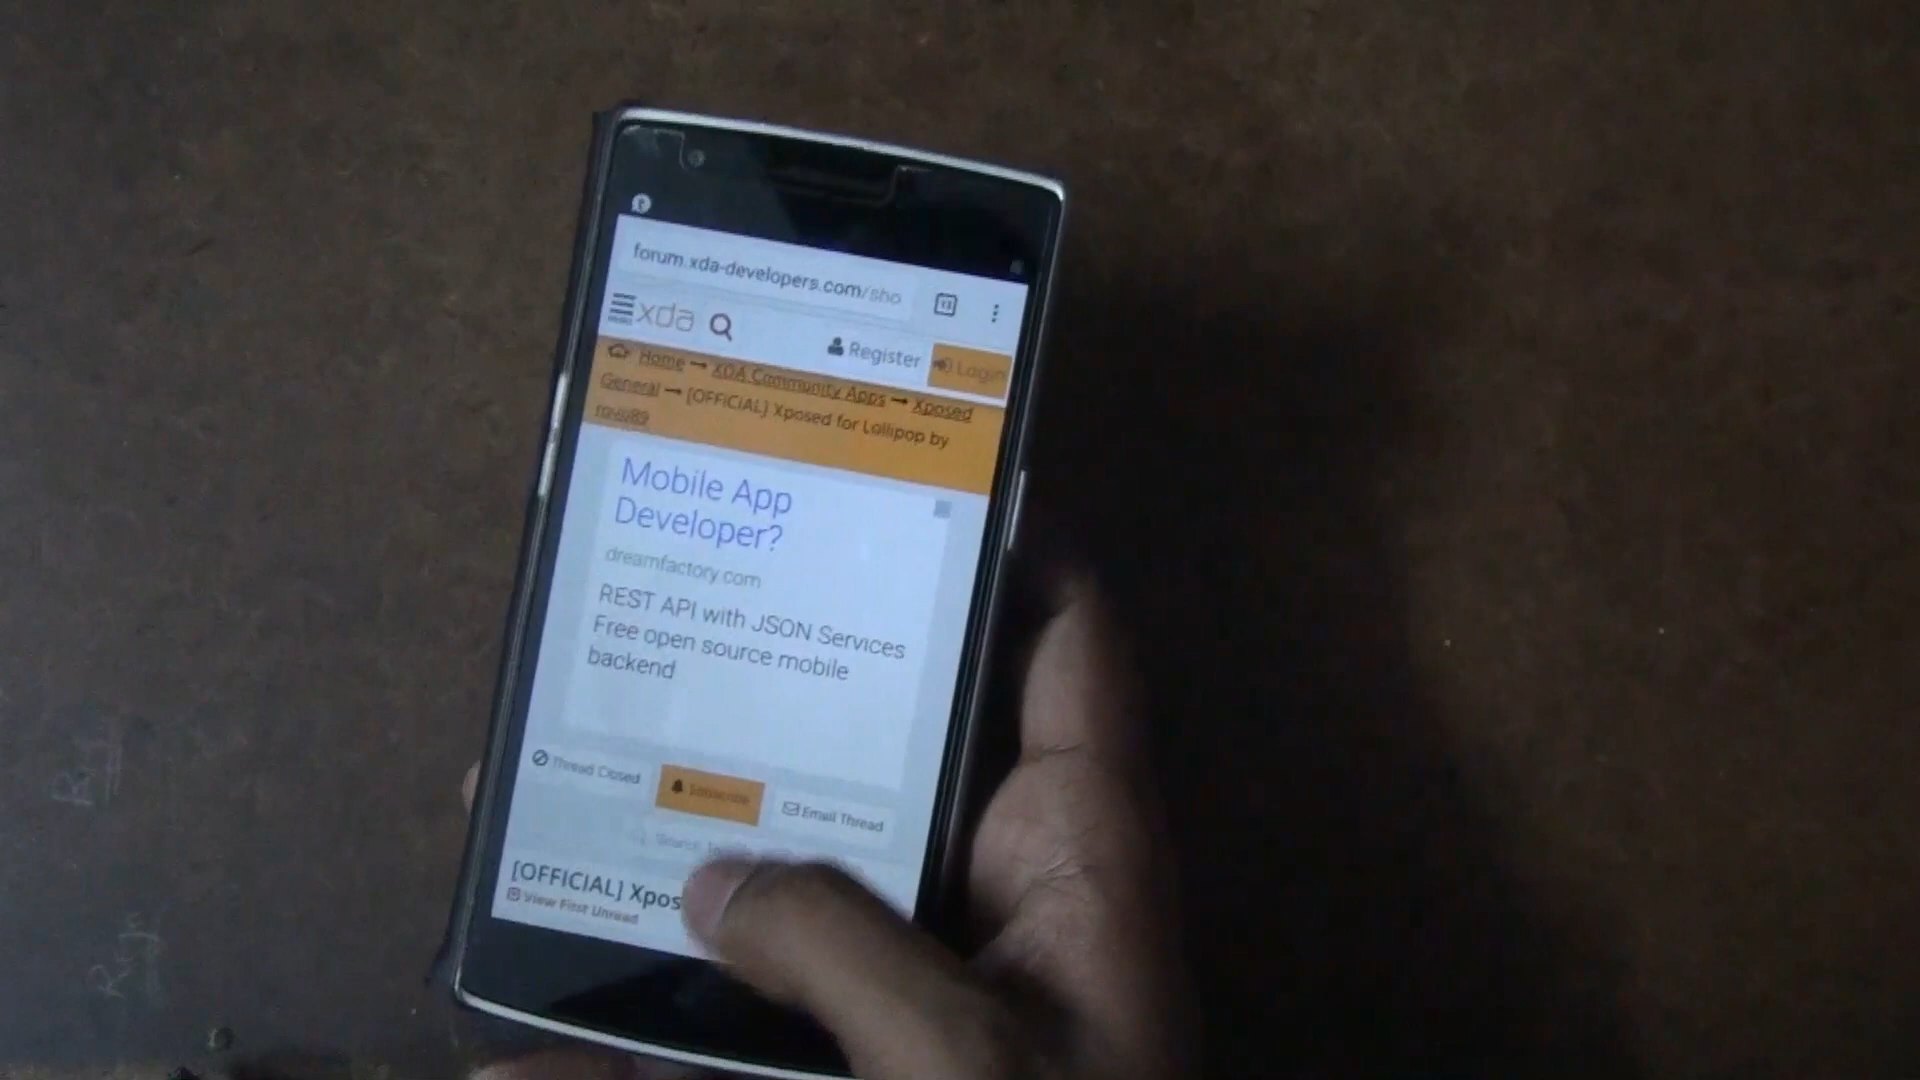 forum.xda-developers.com/sho
xda
Register
Login
Home → XDA Community Apps → Xposed
General → [OFFICIAL] Xposed for Lollipop by
rovo89
Mobile App
Developer?
dreamfactory.com
REST API with JSON Services
Free open source mobile
backend
Thread Closed
Subscribe
Email Thread
[OFFICIAL] Xpos
View First Unread